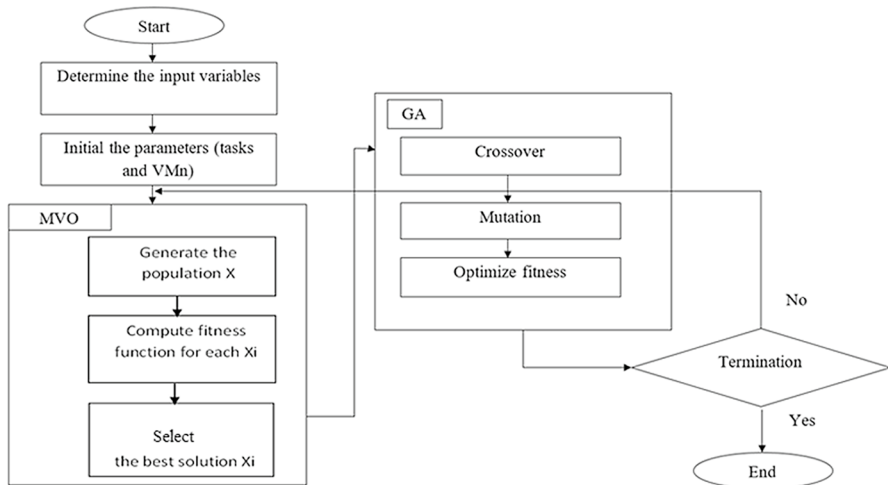 Start
Determine the input variables
Initial the parameters (tasks
and VMn)
MVO
Generate the
population X
Compute fitness
function for each Xi
Select
the best solution Xi
GA
Crossover
Mutation
Optimize fitness
No
Termination
Yes
End